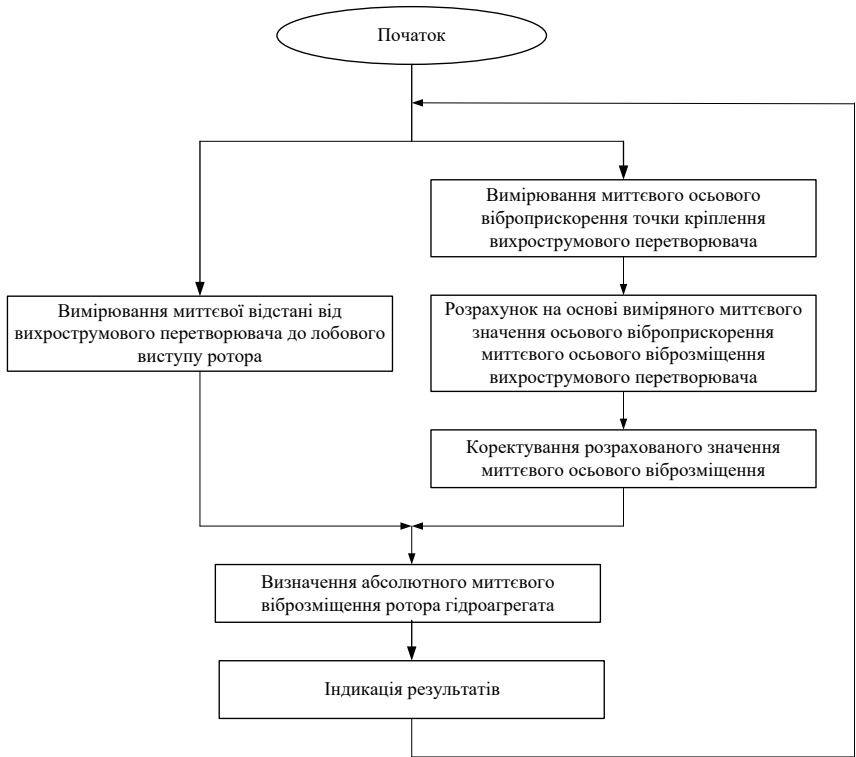 Початок
Вимірювання миттєвого осьового
віброприскорення точки кріплення
вихрострумового перетворювача
Вимірювання миттєвої відстані від
вихрострумового перетворювача до лобового
виступу ротора
Розрахунок на основі виміряного миттєвого
значення осьового віброприскорення
миттєвого осьового віброзміщення
вихрострумового перетворювача
Коректування розрахованого значення
миттєвого осьового віброзміщення
Визначення абсолютного миттєвого
віброзміщення ротора гідроагрегата
Індикація результатів